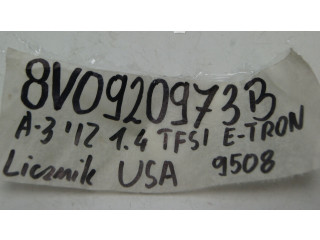 8V0920973B
A-3 '12 1.4 TFSI E-TRON
Licznik USA 9508